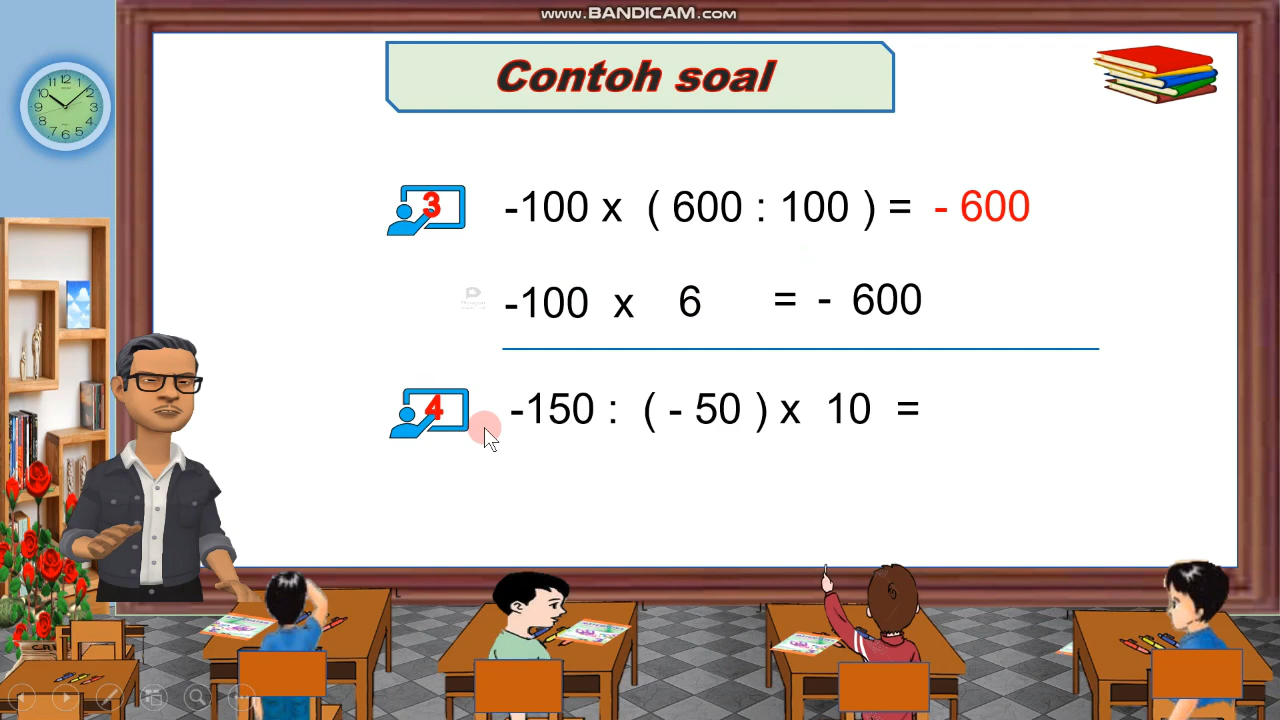 www.BANDICAM.com
Contoh soal
3
-100 x ( 600 : 100 ) = - 600
-100 x 6 = - 600
4
-150 : ( - 50 ) x 10 =